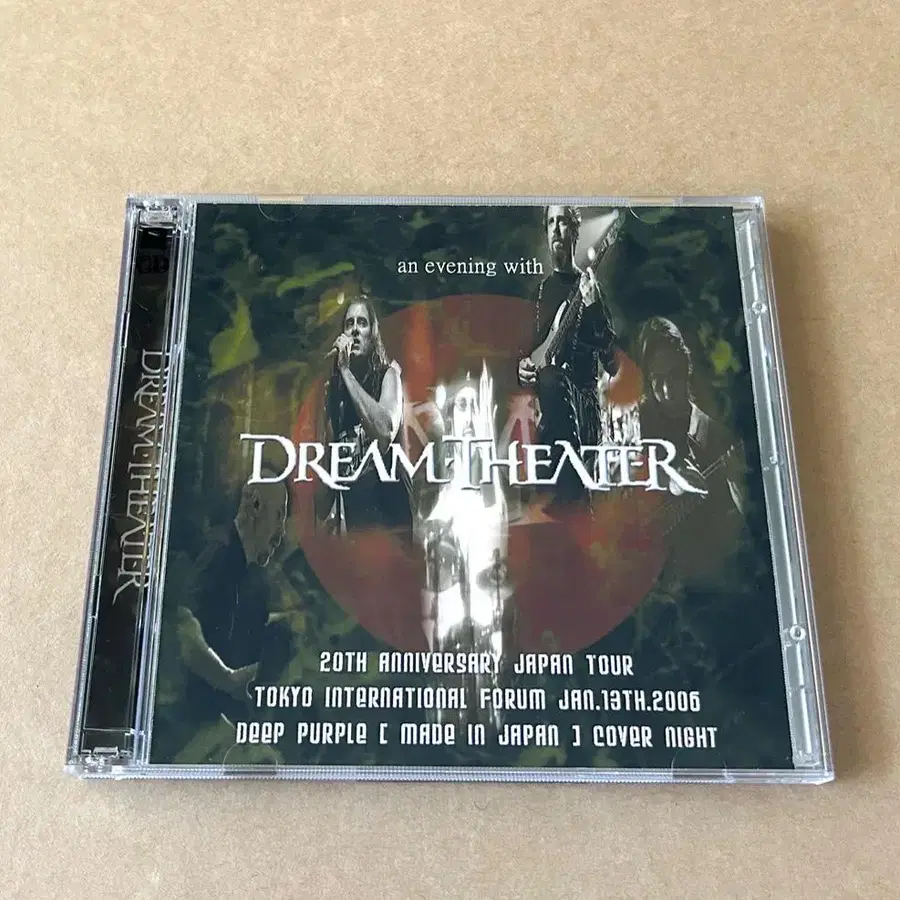 an evening with
DREAM THEATER
20TH ANNIVERSARY JAPAN TOUR
TOKYO INTERNATIONAL FORUM JAN.13TH.2006
DEEP PURPLE [ MADE IN JAPAN ] COVER NIGHT
DREAM THEATER